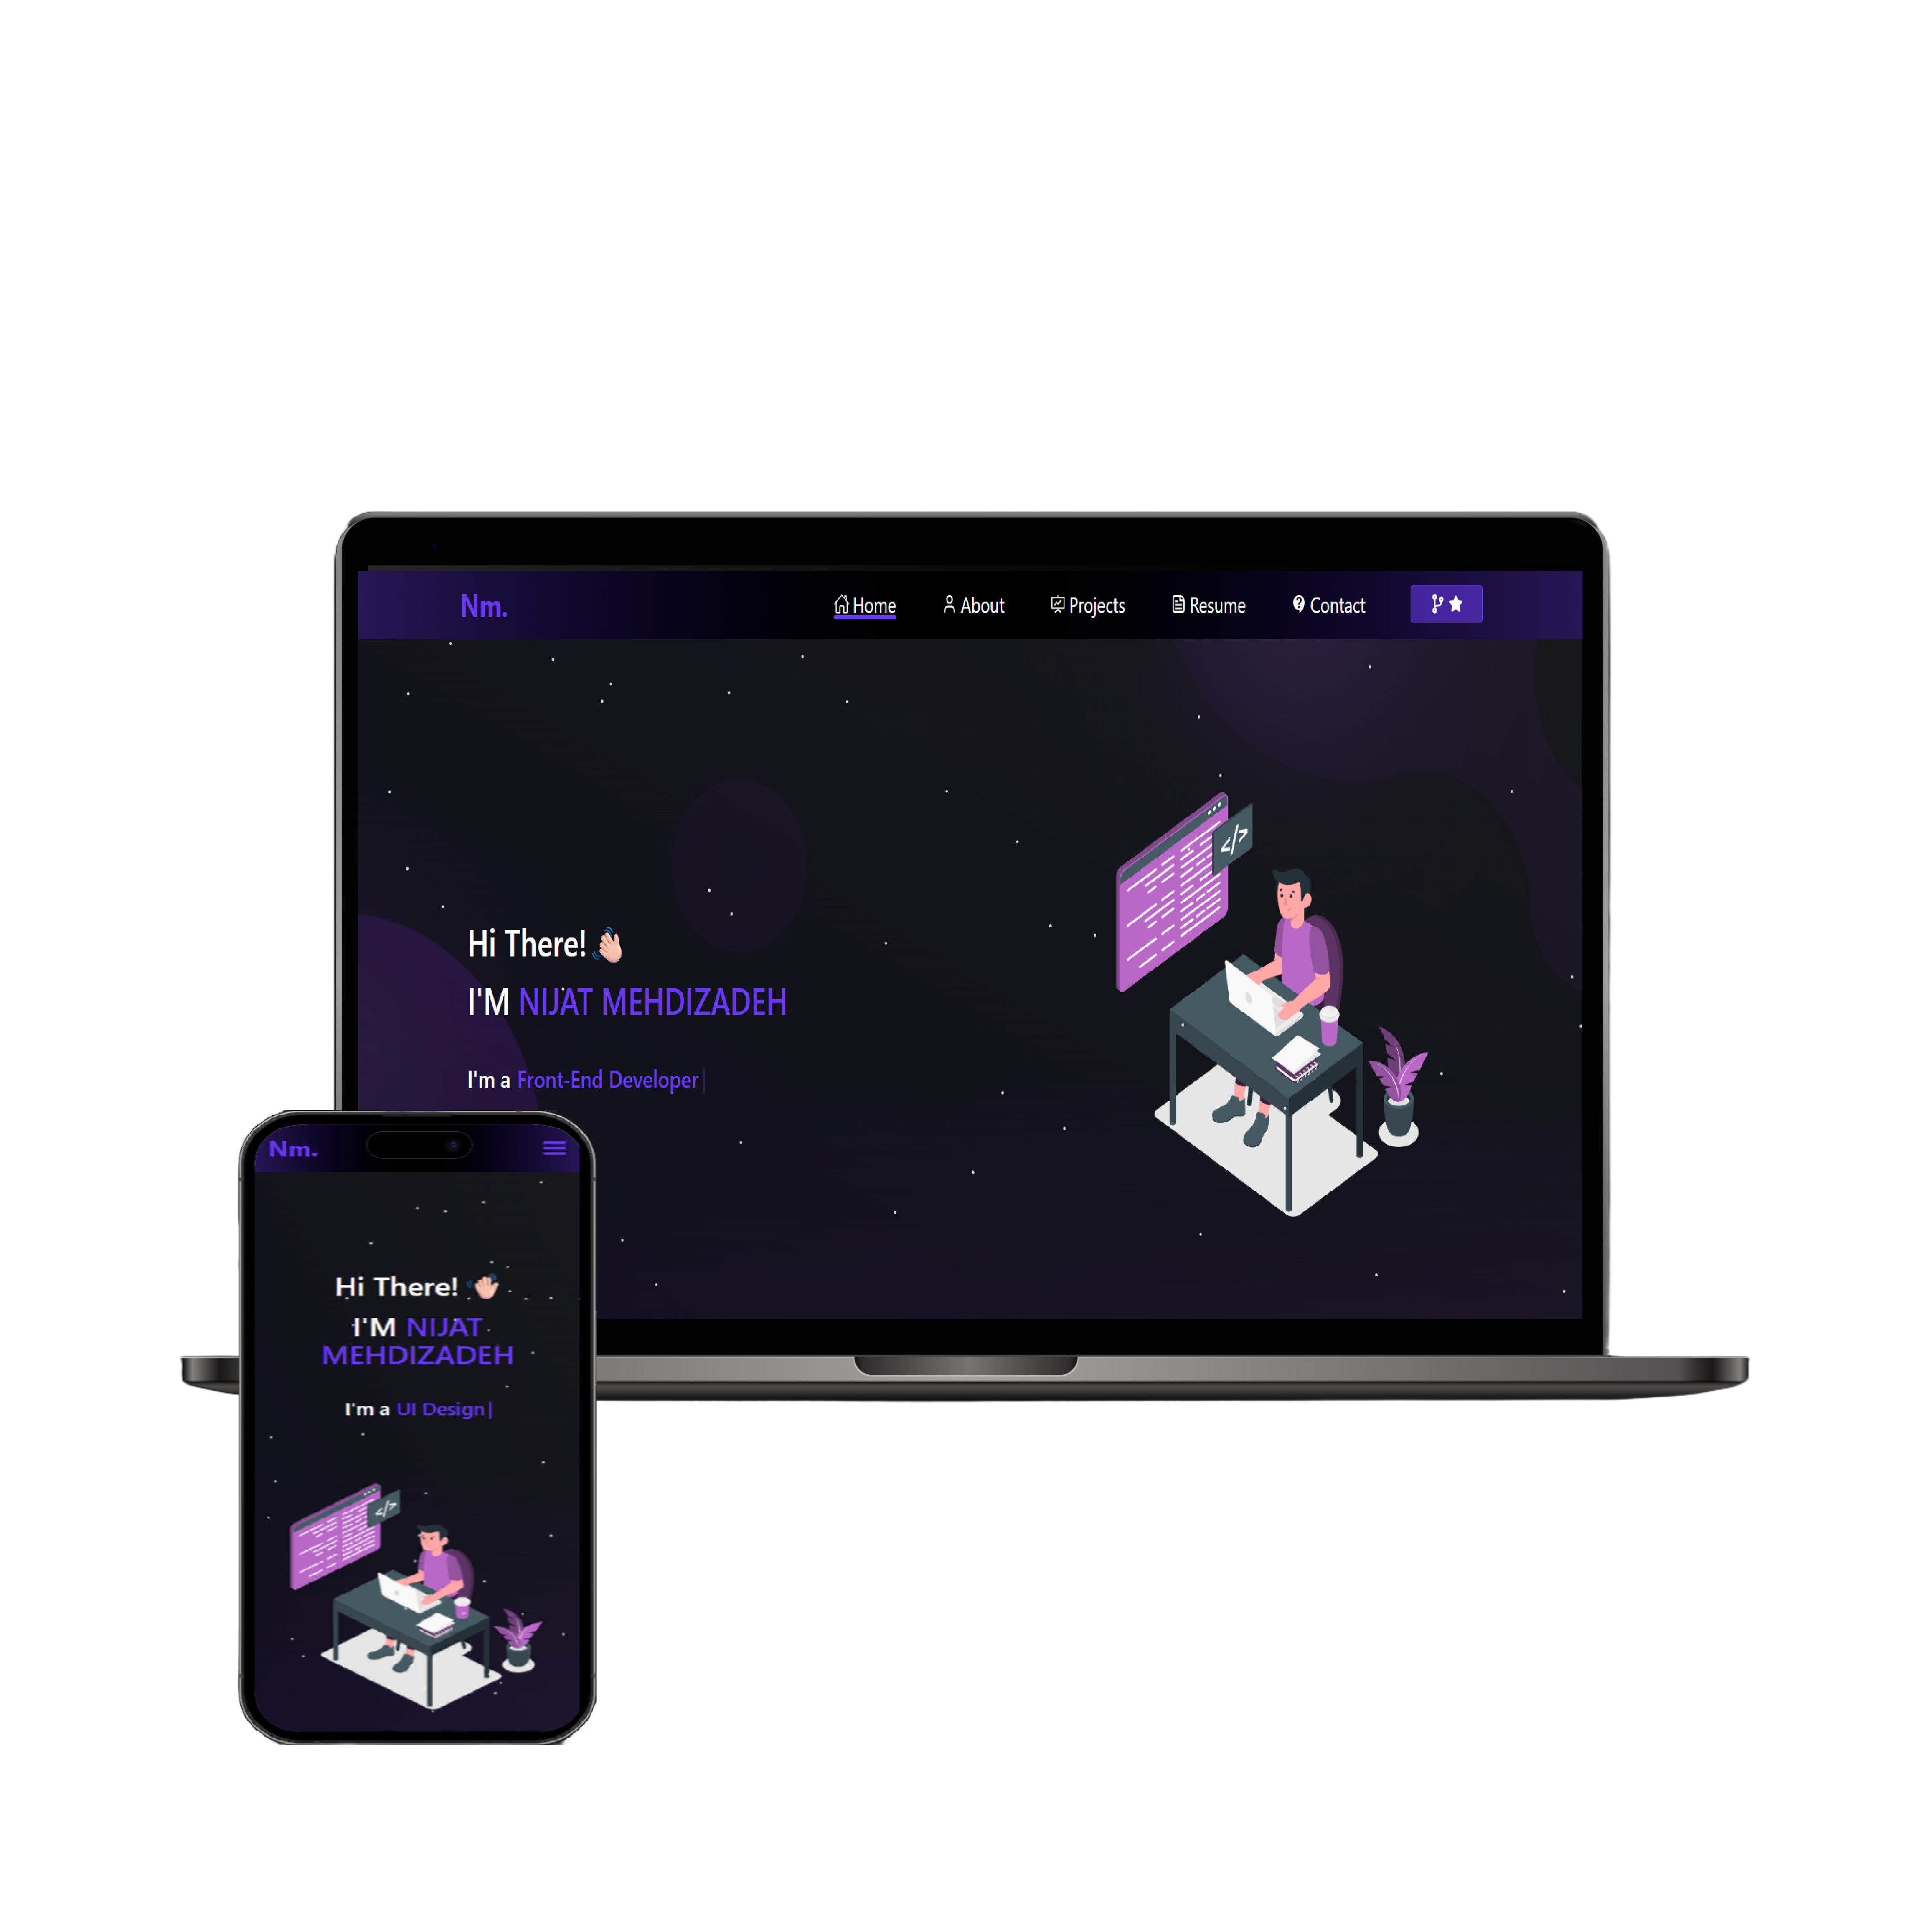 Nm.
Home About Projects Resume Contact
</>
Hi There!
I'M NIJAT MEHDIZADEH
I'm a Front-End Developer|
Nm.
Hi There!
I'M NIJAT
MEHDIZADEH
I'm a UI Design|
</>